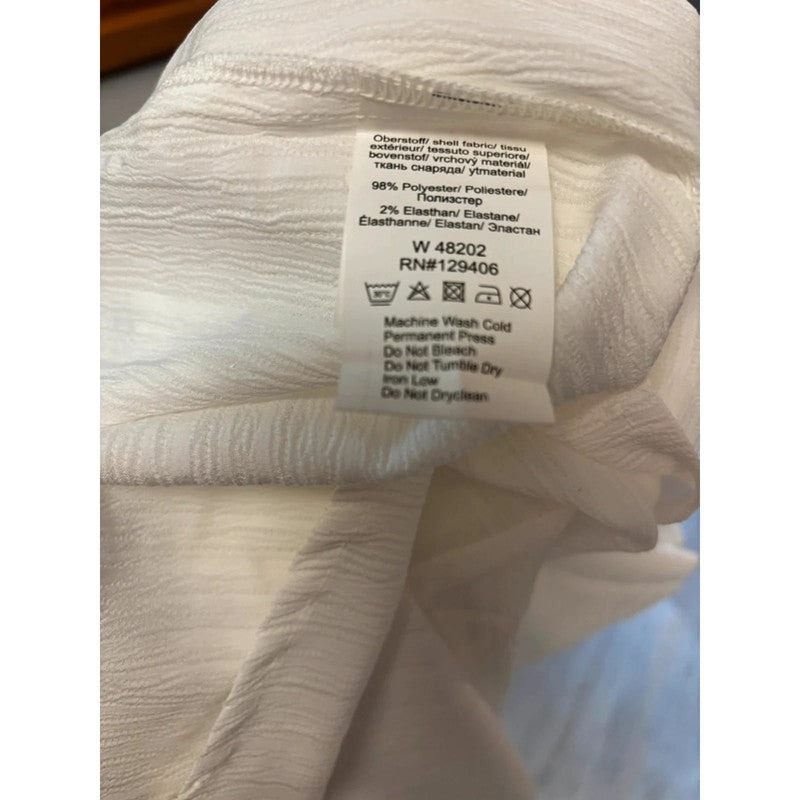 Oberstoff/ shell fabric/ tissu
extérieur/ tessuto superiore/
bovenstof/ vrchový materiál/
ткань снаряда/ ytmaterial
98% Polyester/ Poliestere/
Полиэстер
2% Elasthan/ Elastane/
Élasthanne/ Elastan/ Эластан
W 48202
RN#129406
30°C
Machine Wash Cold
Permanent Press
Do Not Bleach
Do Not Tumble Dry
Iron Low
Do Not Dryclean